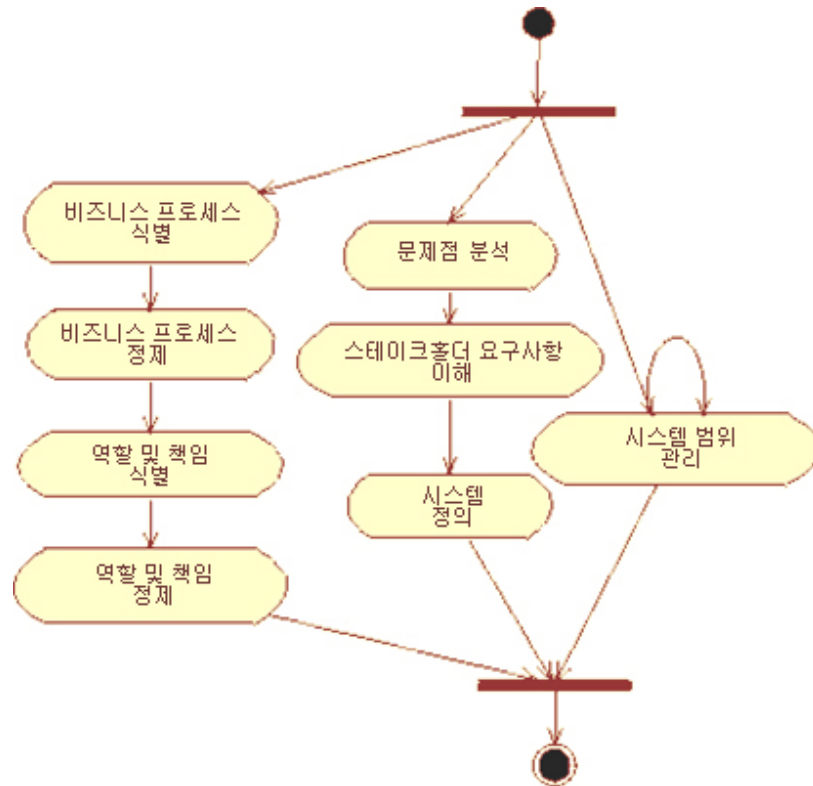 비즈니스 프로세스
식별
비즈니스 프로세스
정제
역할 및 책임
식별
역할 및 책임
정제
문제점 분석
스테이크홀더 요구사항
이해
시스템
정의
시스템 범위
관리